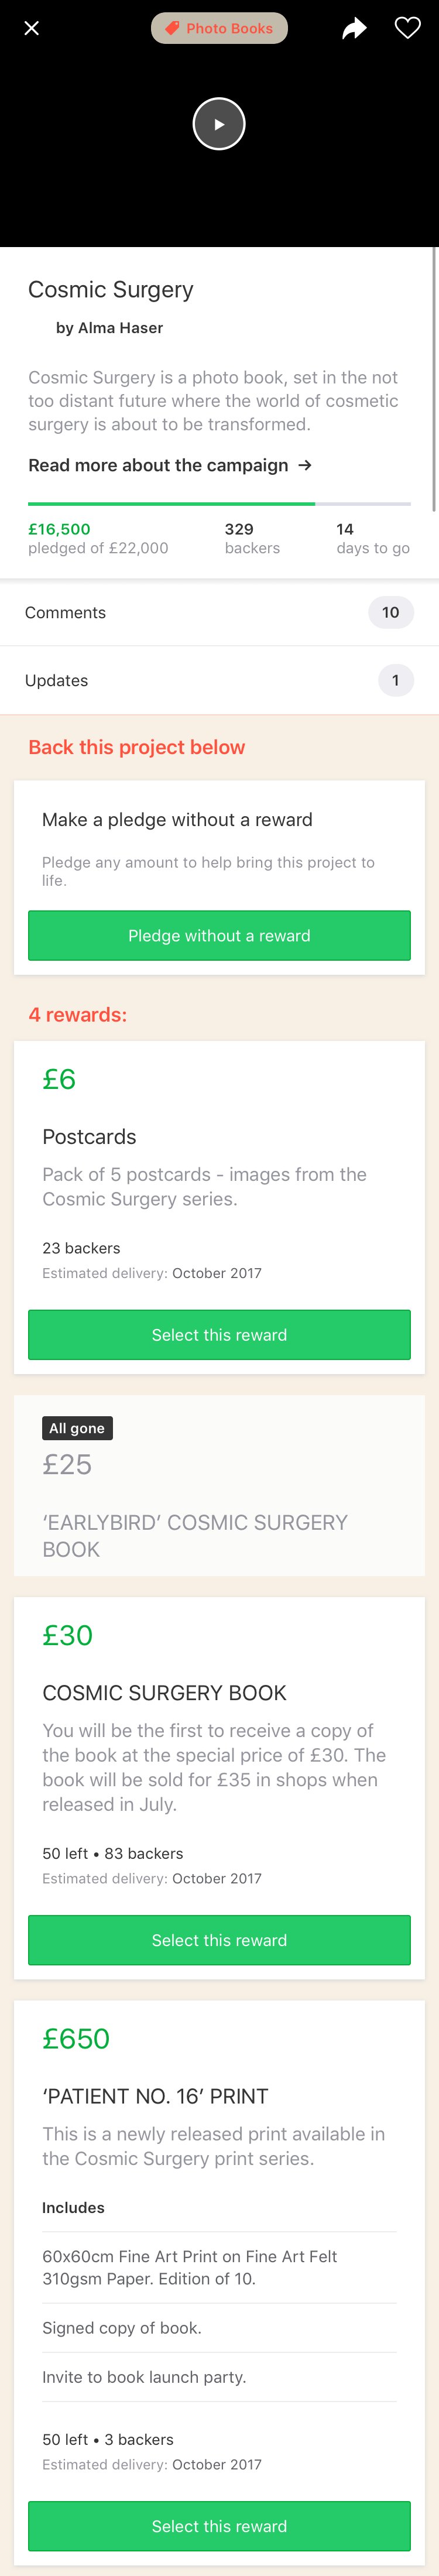 Photo Books
Cosmic Surgery
by Alma Haser
Cosmic Surgery is a photo book, set in the not
too distant future where the world of cosmetic
surgery is about to be transformed.
Read more about the campaign →
£16,500 329 14
pledged of £22,000 backers days to go
Comments 10
Updates 1
Back this project below
Make a pledge without a reward
Pledge any amount to help bring this project to
life.
Pledge without a reward
4 rewards:
£6
Postcards
Pack of 5 postcards - images from the
Cosmic Surgery series.
23 backers
Estimated delivery: October 2017
Select this reward
All gone
£25
‘EARLYBIRD’ COSMIC SURGERY
BOOK
£30
COSMIC SURGERY BOOK
You will be the first to receive a copy of
the book at the special price of £30. The
book will be sold for £35 in shops when
released in July.
50 left • 83 backers
Estimated delivery: October 2017
Select this reward
£650
‘PATIENT NO. 16’ PRINT
This is a newly released print available in
the Cosmic Surgery print series.
Includes
60x60cm Fine Art Print on Fine Art Felt
310gsm Paper. Edition of 10.
Signed copy of book.
Invite to book launch party.
50 left • 3 backers
Estimated delivery: October 2017
Select this reward